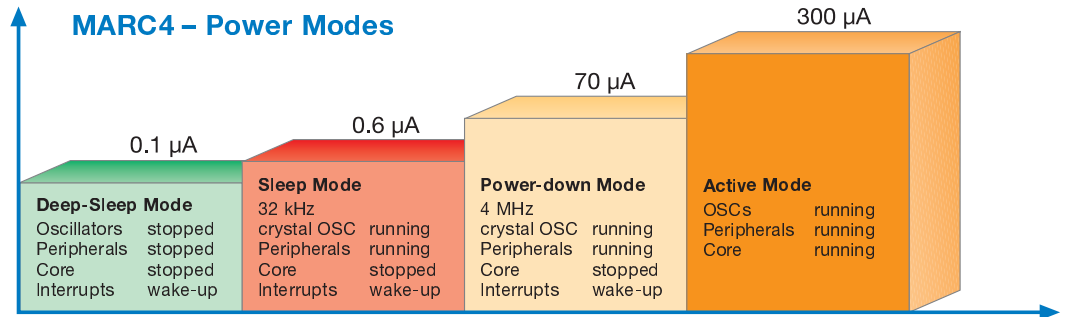 MARC4 – Power Modes
0.1 µA
0.6 µA
70 µA
300 µA
Deep-Sleep Mode
Oscillators stopped
Peripherals stopped
Core stopped
Interrupts wake-up
Sleep Mode
32 kHz
crystal OSC running
Peripherals running
Core stopped
Interrupts wake-up
Power-down Mode
4 MHz
crystal OSC running
Peripherals running
Core stopped
Interrupts wake-up
Active Mode
OSCs running
Peripherals running
Core running